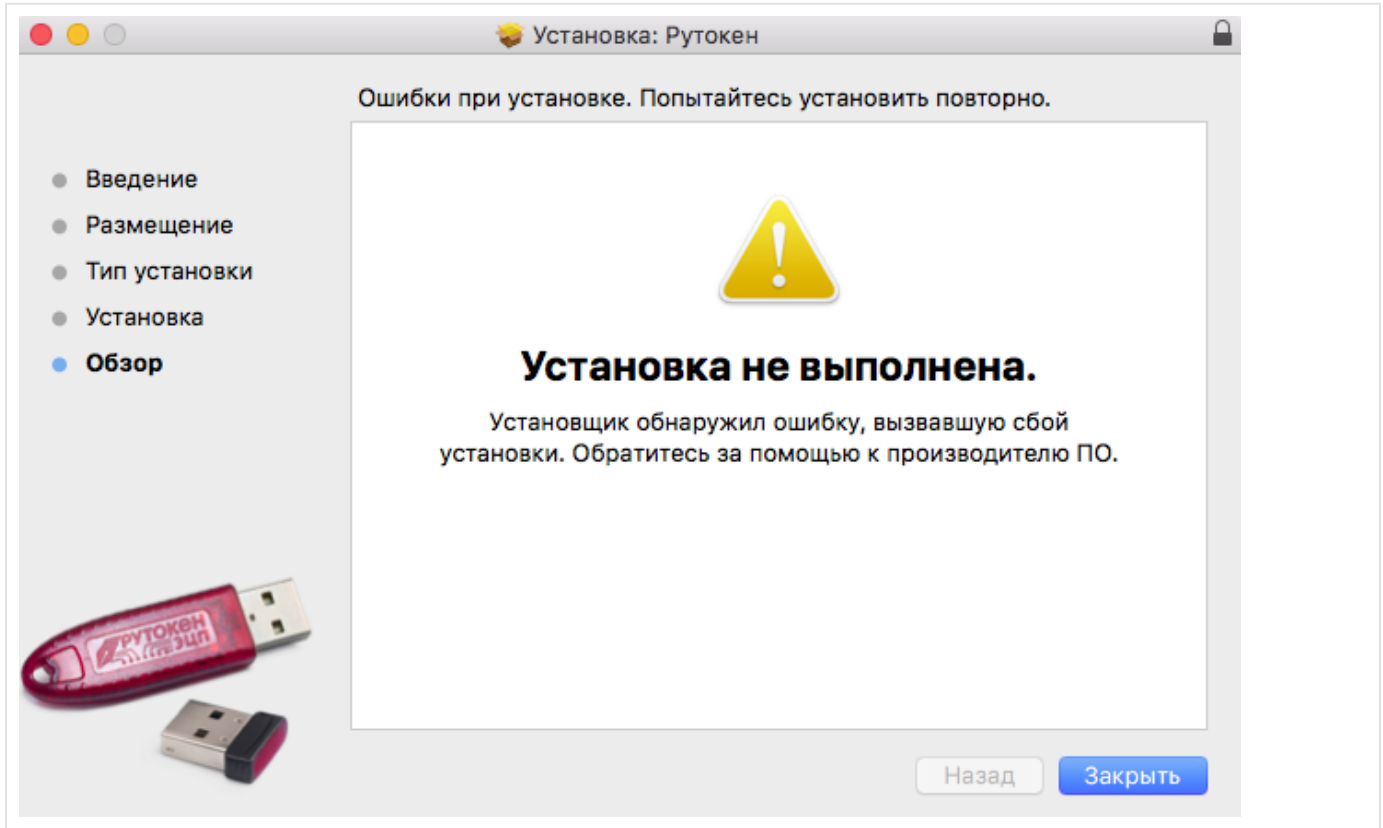 Установка: Рутокен
Ошибки при установке. Попытайтесь установить повторно.
Введение
Размещение
Тип установки
Установка
Обзор
Установка не выполнена.
Установщик обнаружил ошибку, вызвавшую сбой
установки. Обратитесь за помощью к производителю ПО.
РУТОКЕН
ЭЦП
Назад
Закрыть